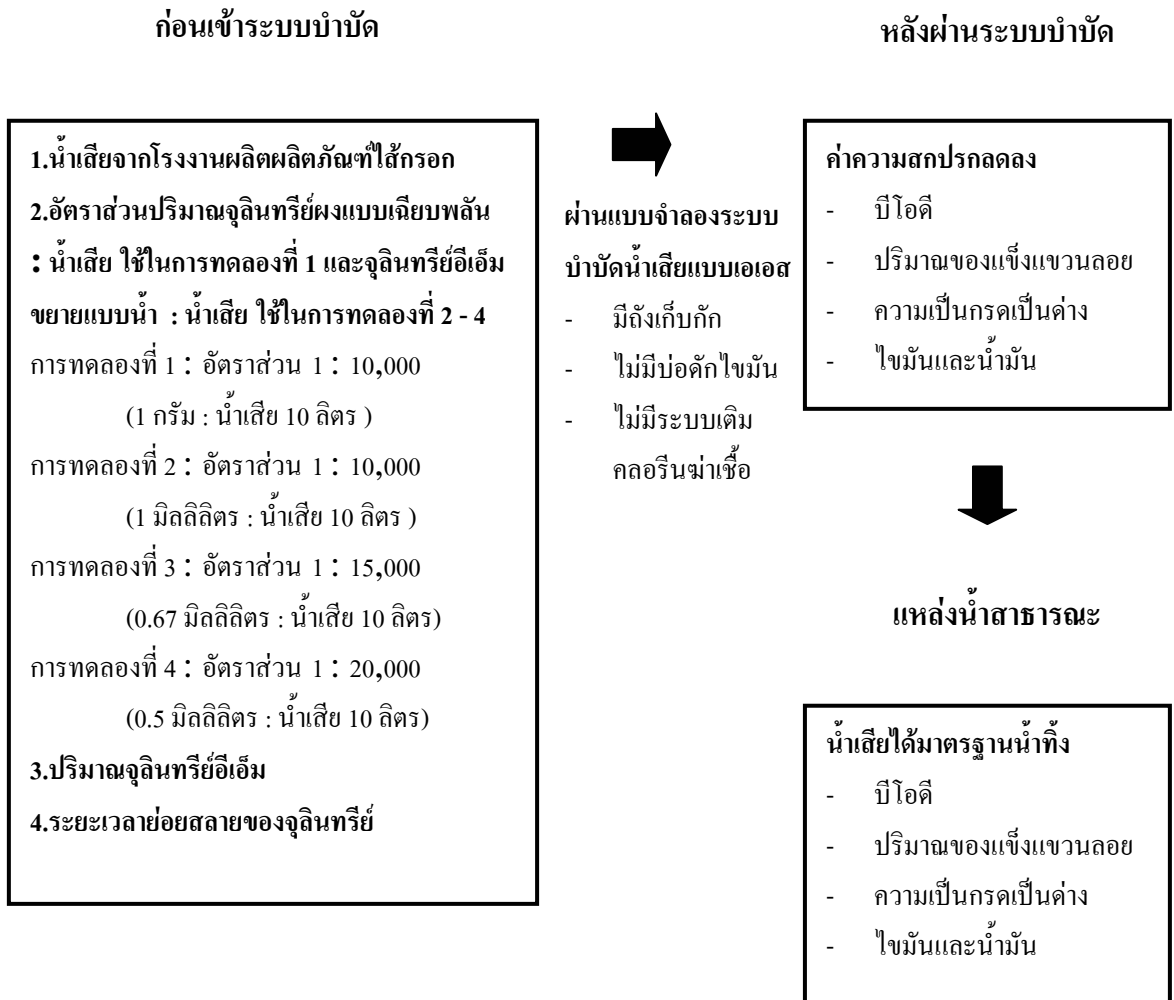 ก่อนเข้าระบบบำบัด
หลังผ่านระบบบำบัด
1.น้ำเสียจากโรงงานผลิตผลิตภัณฑ์ไส้กรอก
2.อัตราส่วนปริมาณจุลินทรีย์ผงแบบเฉียบพลัน
: น้ำเสีย ใช้ในการทดลองที่ 1 และจุลินทรีย์อีเอ็ม
ขยายแบบน้ำ : น้ำเสีย ใช้ในการทดลองที่ 2 - 4
การทดลองที่ 1 : อัตราส่วน 1 : 10,000
(1 กรัม : น้ำเสีย 10 ลิตร )
การทดลองที่ 2 : อัตราส่วน 1 : 10,000
(1 มิลลิลิตร : น้ำเสีย 10 ลิตร )
การทดลองที่ 3 : อัตราส่วน 1 : 15,000
(0.67 มิลลิลิตร : น้ำเสีย 10 ลิตร)
การทดลองที่ 4 : อัตราส่วน 1 : 20,000
(0.5 มิลลิลิตร : น้ำเสีย 10 ลิตร)
3.ปริมาณจุลินทรีย์อีเอ็ม
4.ระยะเวลาย่อยสลายของจุลินทรีย์
ผ่านแบบจำลองระบบ
บำบัดน้ำเสียแบบเอเอส
- มีถังเก็บกัก
- ไม่มีบ่อดักไขมัน
- ไม่มีระบบเติม
คลอรีนฆ่าเชื้อ
ค่าความสกปรกลดลง
- บีโอดี
- ปริมาณของแข็งแขวนลอย
- ความเป็นกรดเป็นด่าง
- ไขมันและน้ำมัน
แหล่งน้ำสาธารณะ
น้ำเสียได้มาตรฐานน้ำทิ้ง
- บีโอดี
- ปริมาณของแข็งแขวนลอย
- ความเป็นกรดเป็นด่าง
- ไขมันและน้ำมัน